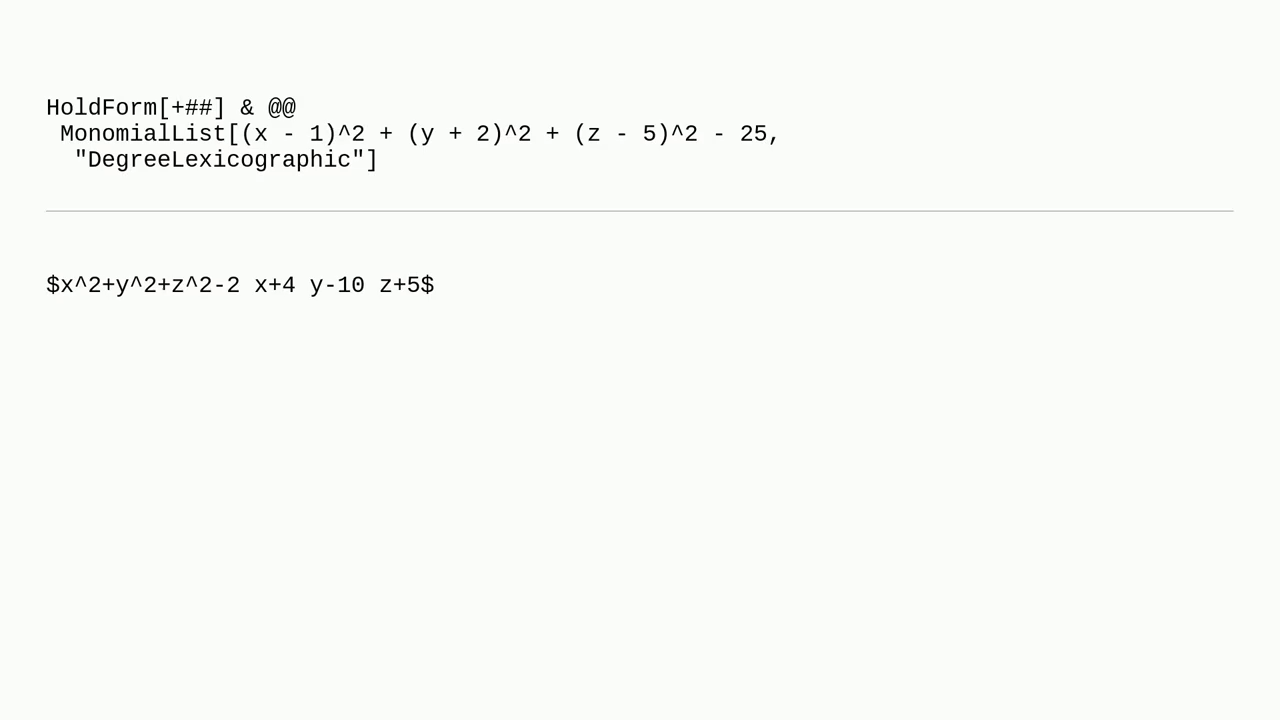 HoldForm[+##] & @@
 MonomialList[(x - 1)^2 + (y + 2)^2 + (z - 5)^2 - 25,
  "DegreeLexicographic"]
$x^2+y^2+z^2-2 x+4 y-10 z+5$